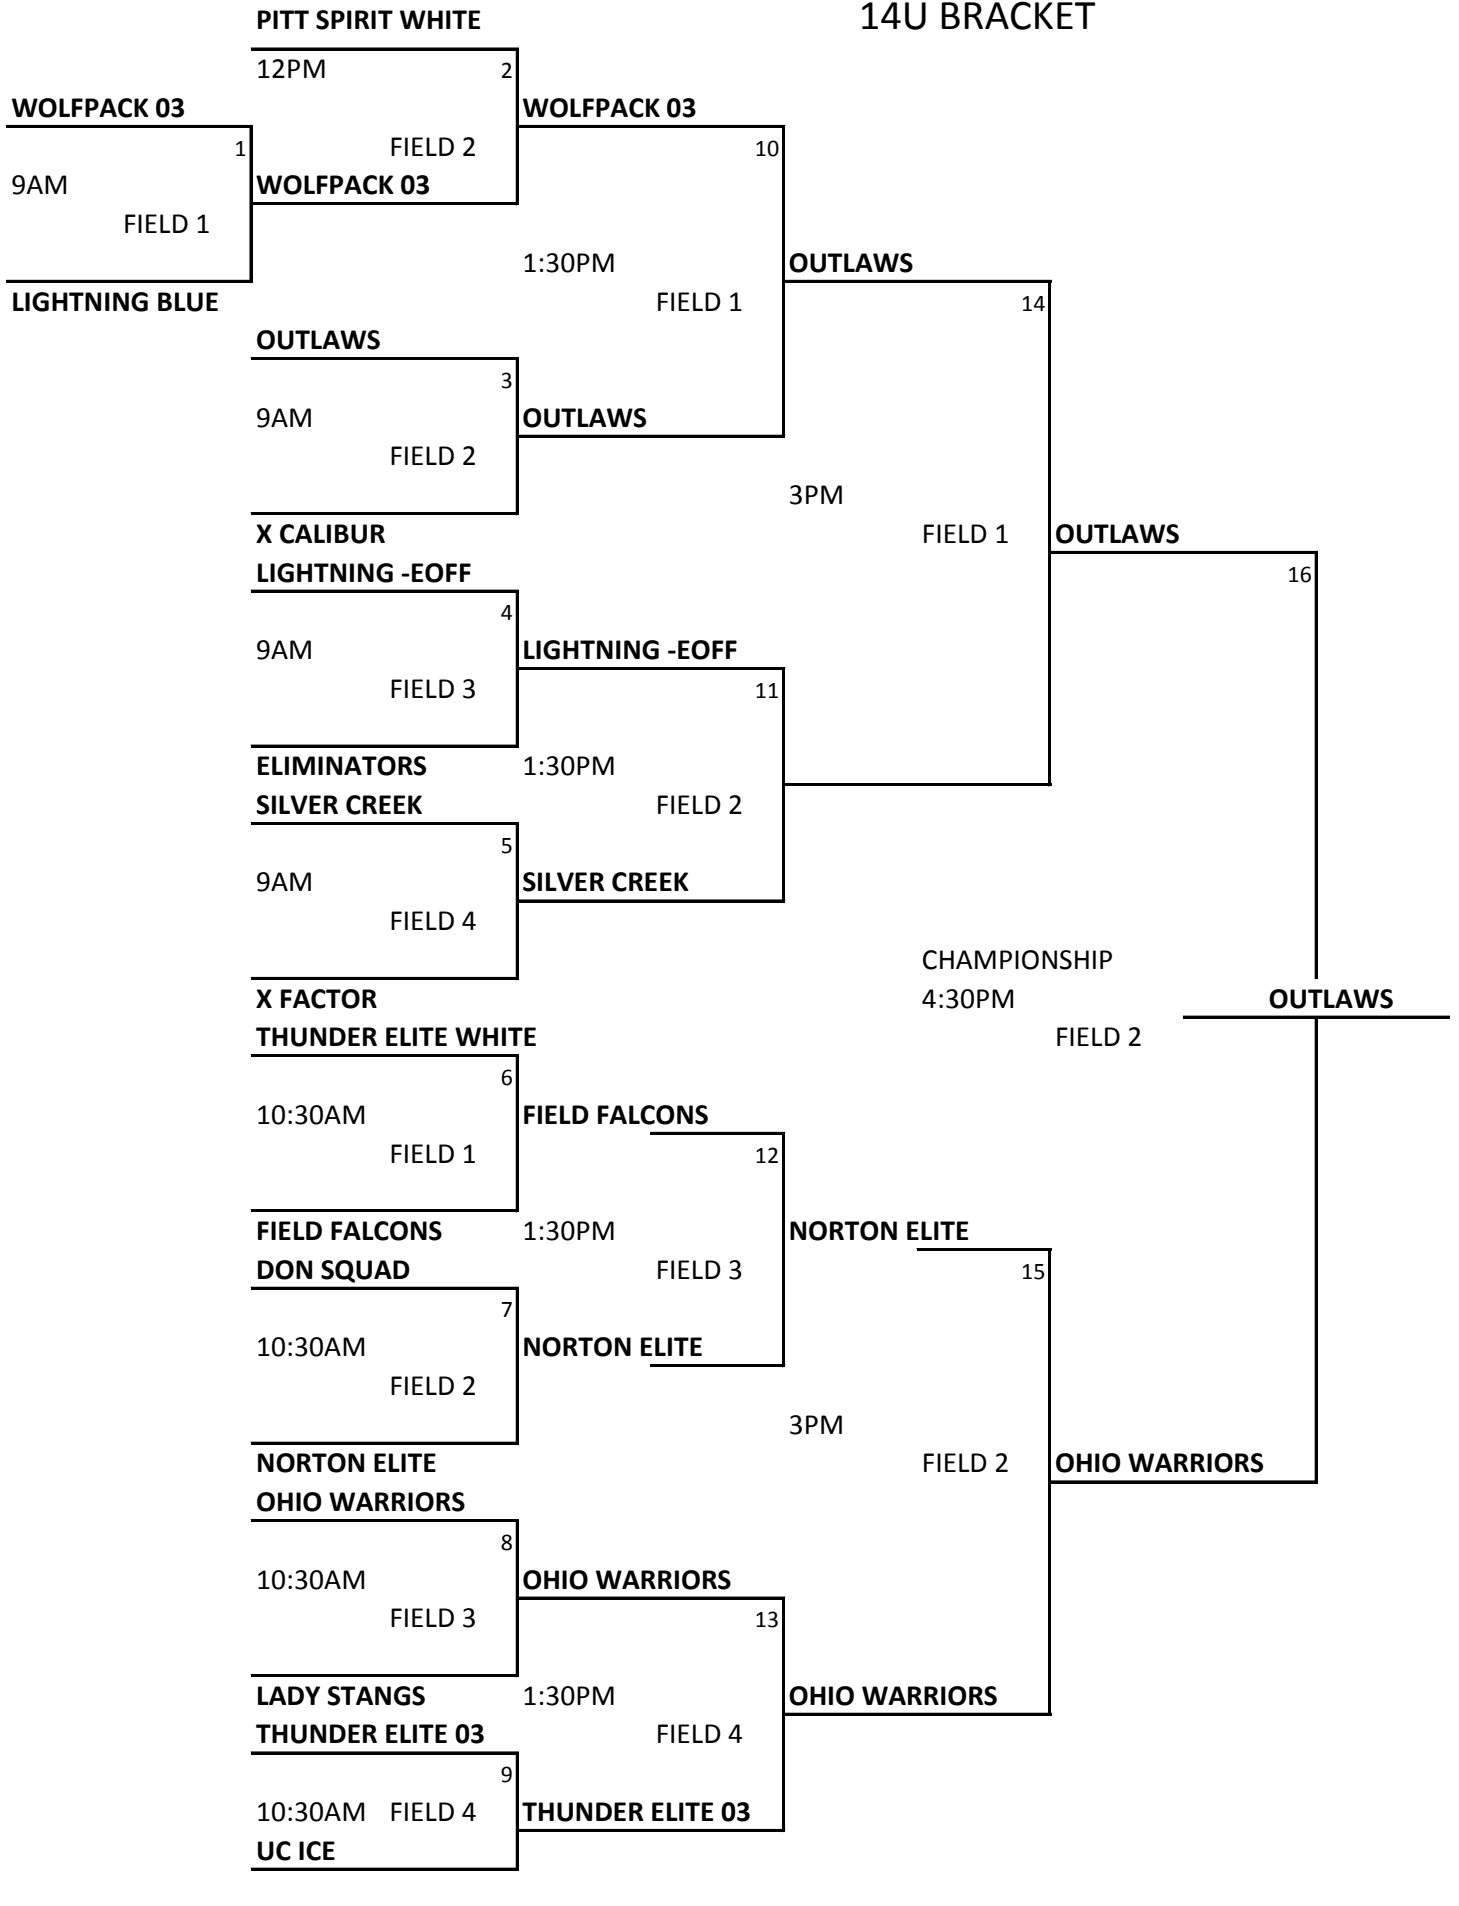 14U BRACKET
PITT SPIRIT WHITE
12PM 2
WOLFPACK 03 WOLFPACK 03
1 FIELD 2 10
9AM WOLFPACK 03
FIELD 1
1:30PM OUTLAWS
LIGHTNING BLUE FIELD 1 14
OUTLAWS
3
9AM OUTLAWS
FIELD 2
3PM
X CALIBUR FIELD 1 OUTLAWS
LIGHTNING -EOFF 16
4
9AM LIGHTNING -EOFF
FIELD 3 11
ELIMINATORS 1:30PM
SILVER CREEK FIELD 2
5
9AM SILVER CREEK
FIELD 4
CHAMPIONSHIP
X FACTOR 4:30PM OUTLAWS
THUNDER ELITE WHITE FIELD 2
6
10:30AM FIELD FALCONS
FIELD 1 12
FIELD FALCONS 1:30PM NORTON ELITE
DON SQUAD FIELD 3 15
7
10:30AM NORTON ELITE
FIELD 2
3PM
NORTON ELITE FIELD 2 OHIO WARRIORS
OHIO WARRIORS
8
10:30AM OHIO WARRIORS
FIELD 3 13
LADY STANGS 1:30PM OHIO WARRIORS
THUNDER ELITE 03 FIELD 4
9
10:30AM FIELD 4 THUNDER ELITE 03
UC ICE